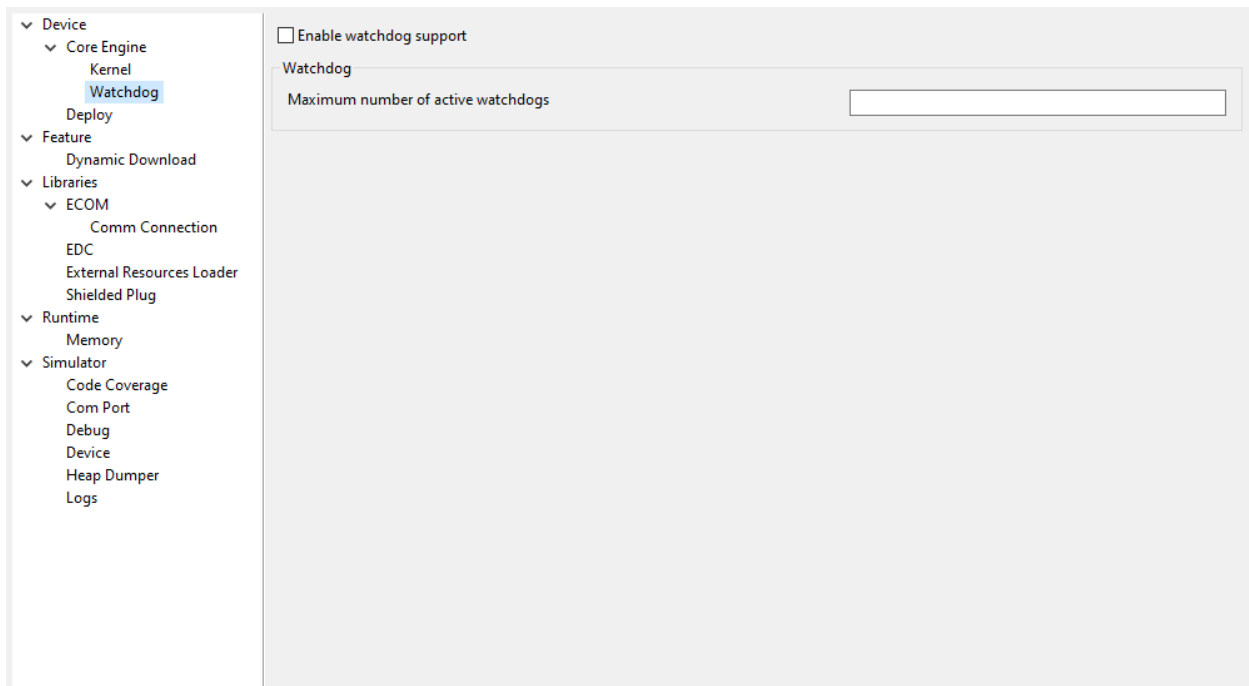 Device
Core Engine
Kernel
Watchdog
Deploy
Feature
Dynamic Download
Libraries
ECOM
Comm Connection
EDC
External Resources Loader
Shielded Plug
Runtime
Memory
Simulator
Code Coverage
Com Port
Debug
Device
Heap Dumper
Logs
Enable watchdog support
Watchdog
Maximum number of active watchdogs